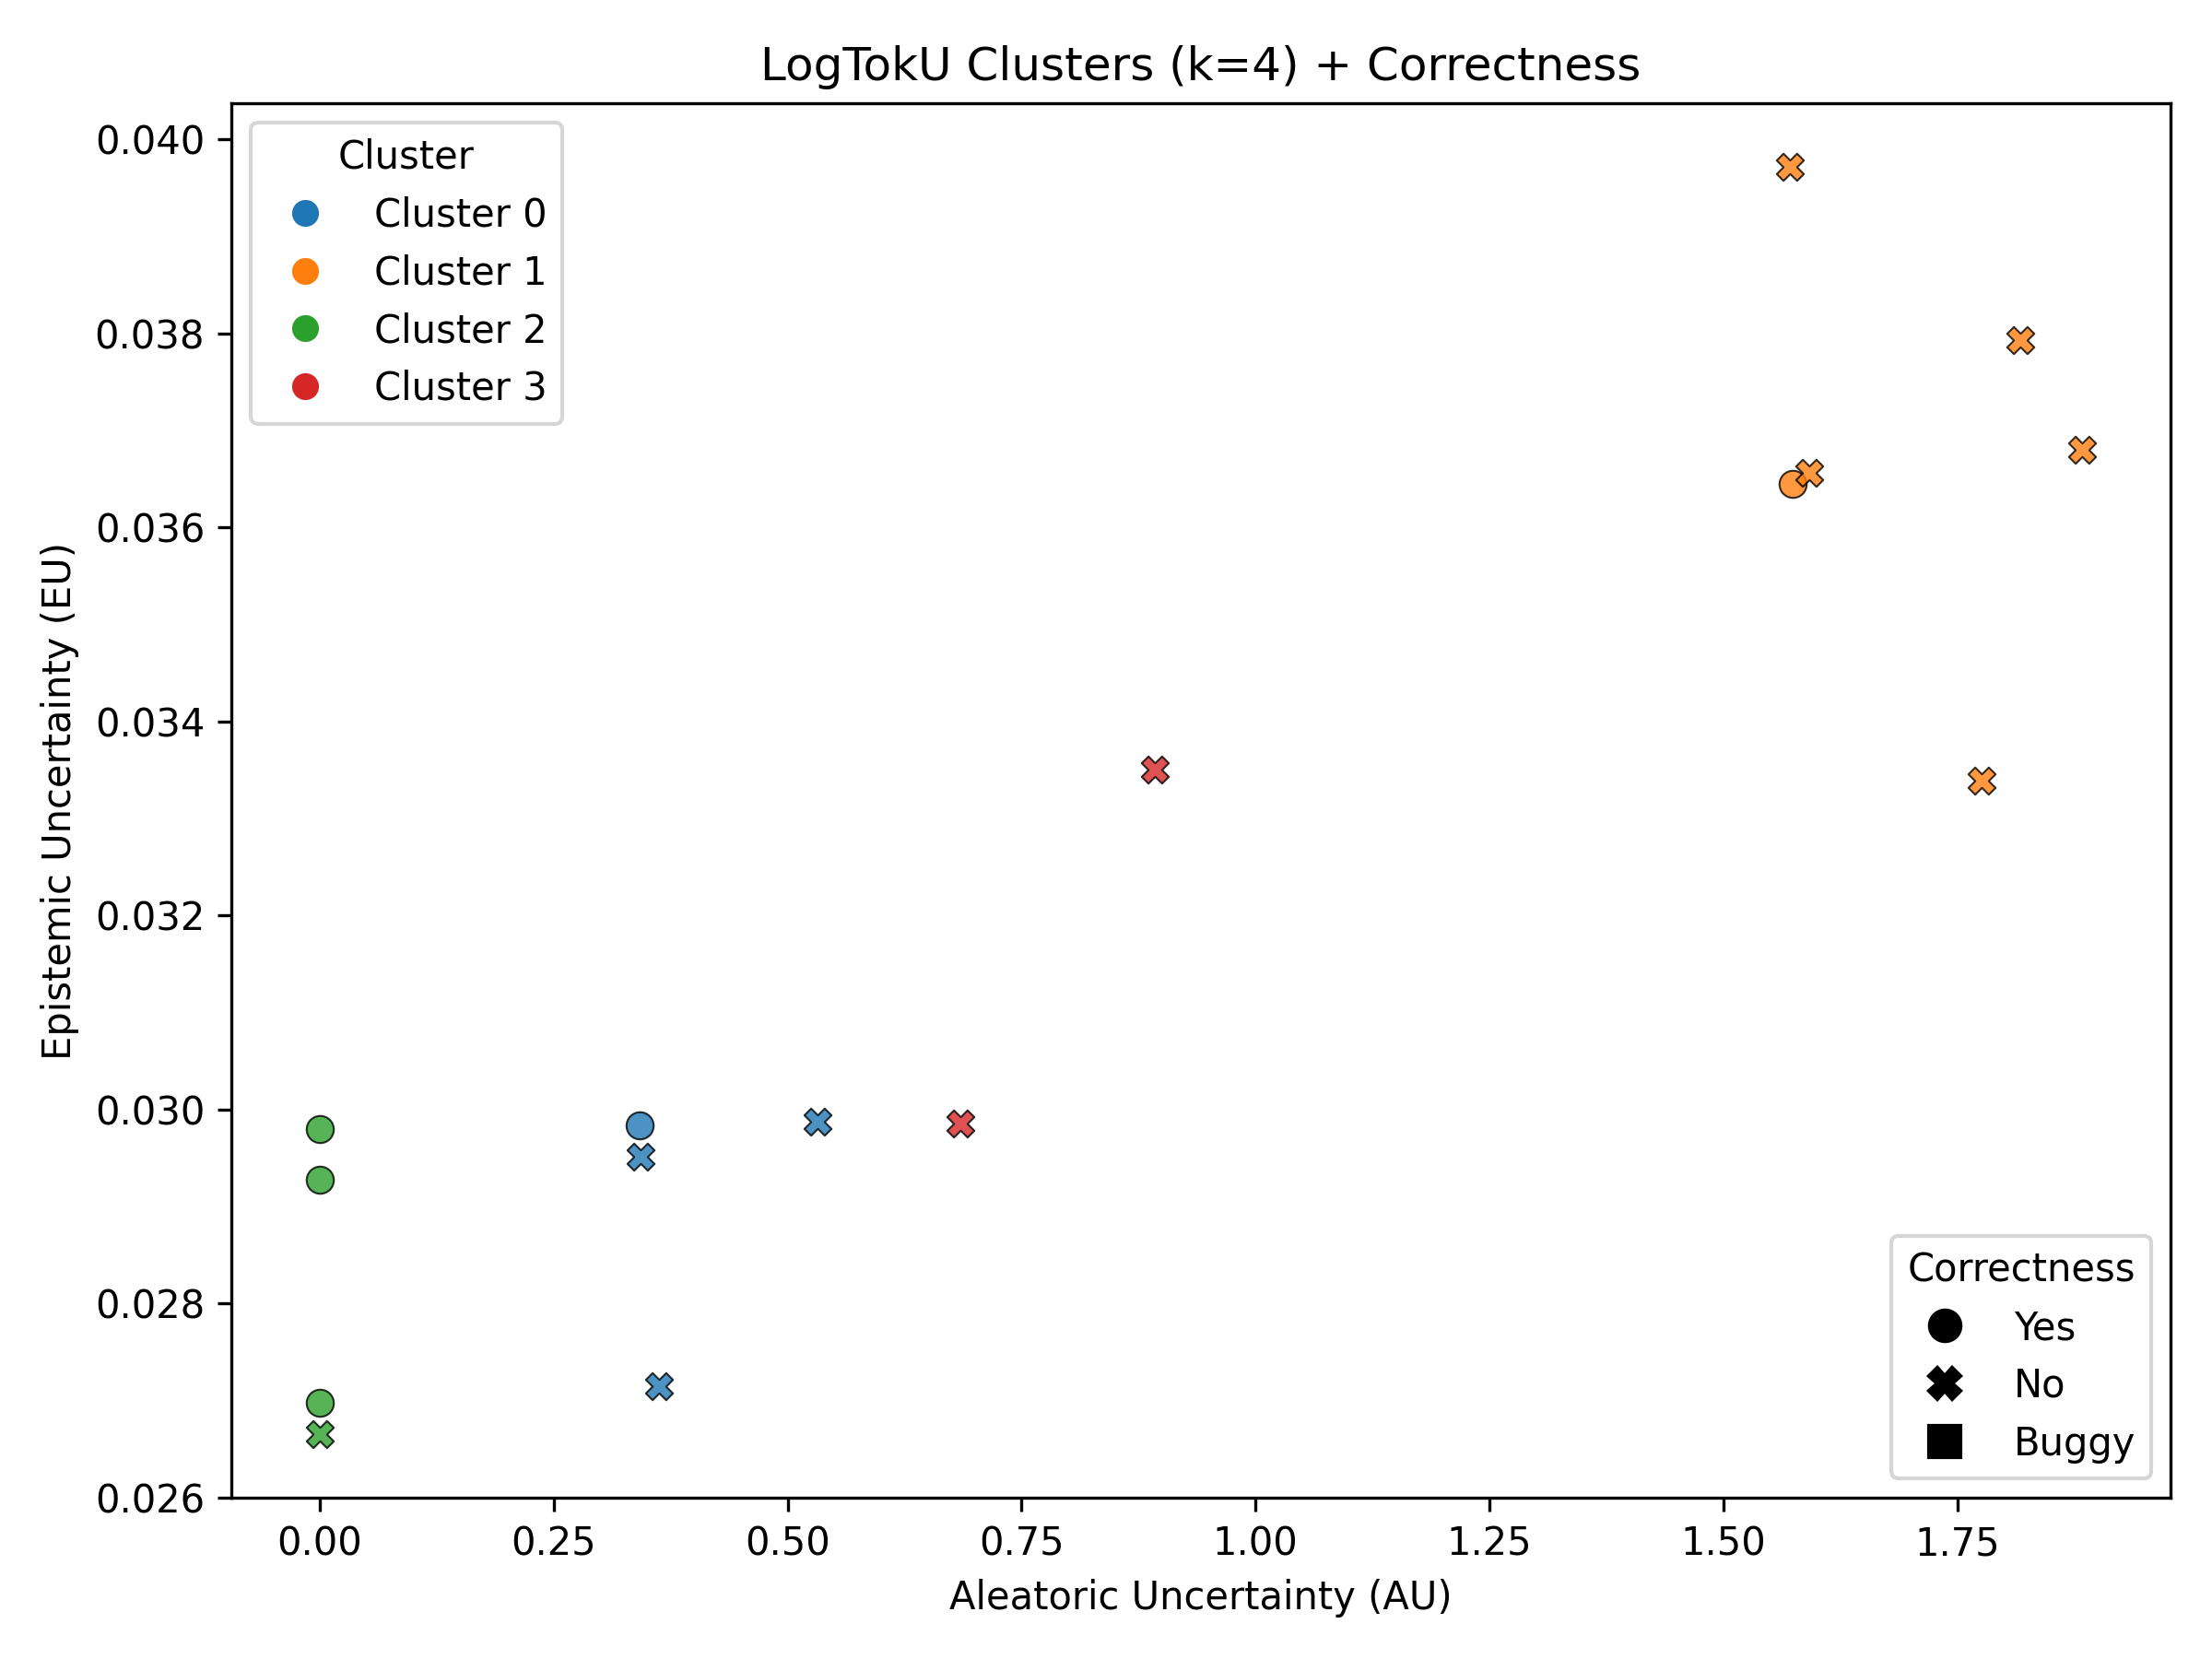 LogTokU Clusters (k=4) + Correctness
Cluster
Cluster 0
Cluster 1
Cluster 2
Cluster 3
0.040
0.038
0.036
0.034
0.032
0.030
0.028
0.026
Epistemic Uncertainty (EU)
Correctness
Yes
No
Buggy
0.00 0.25 0.50 0.75 1.00 1.25 1.50 1.75
Aleatoric Uncertainty (AU)